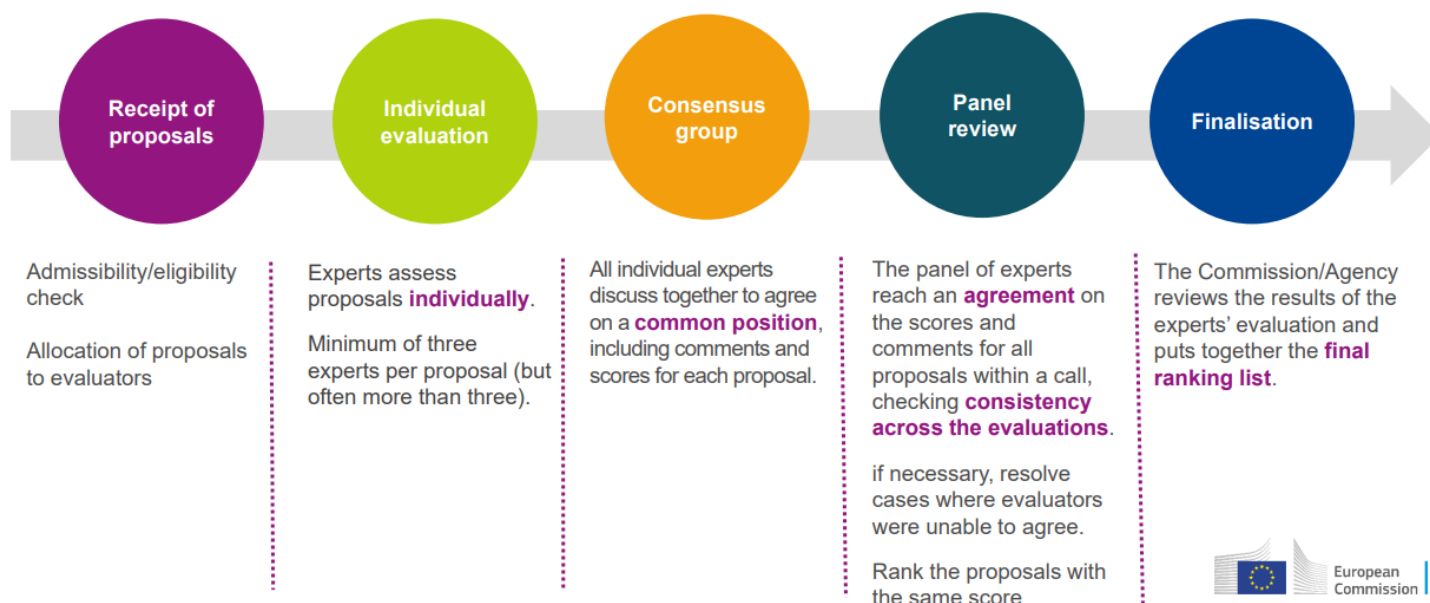 Receipt of
proposals
Individual
evaluation
Consensus
group
Panel
review
Finalisation
Admissibility/eligibility
check
Allocation of proposals
to evaluators
Experts assess
proposals individually.
Minimum of three
experts per proposal (but
often more than three).
All individual experts
discuss together to agree
on a common position,
including comments and
scores for each proposal.
The panel of experts
reach an agreement on
the scores and
comments for all
proposals within a call,
checking consistency
across the evaluations.
if necessary, resolve
cases where evaluators
were unable to agree.
Rank the proposals with
the same score
The Commission/Agency
reviews the results of the
experts' evaluation and
puts together the final
ranking list.
European
Commission